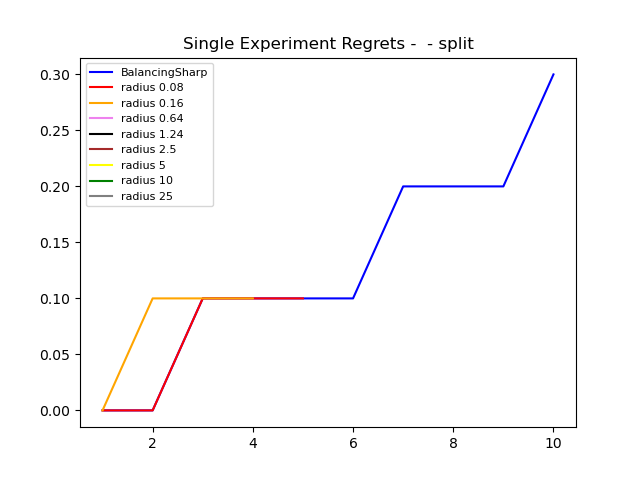 Single Experiment Regrets -  - split
BalancingSharp
radius 0.08
radius 0.16
radius 0.64
radius 1.24
radius 2.5
radius 5
radius 10
radius 25
0.30
0.25
0.20
0.15
0.10
0.05
0.00
2 4 6 8 10